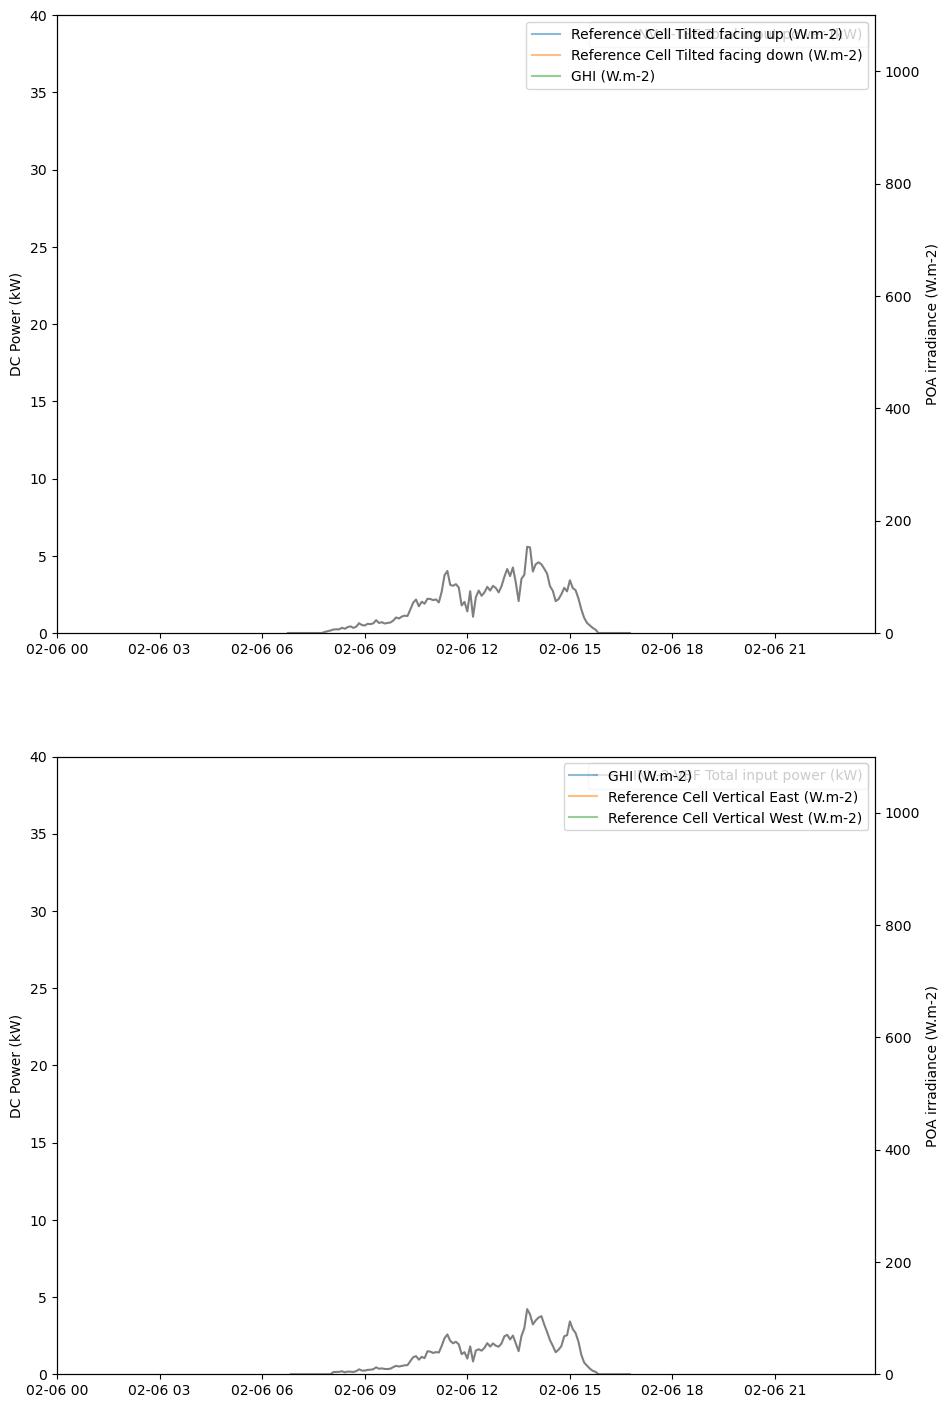 40
35
30
25
20
15
10
5
0
DC Power (kW)
Reference Cell Tilted facing up (W.m-2)
Reference Cell Tilted facing down (W.m-2)
GHI (W.m-2)
1000
800
600
400
200
0
POA irradiance (W.m-2)
02-06 00 02-06 03 02-06 06 02-06 09 02-06 12 02-06 15 02-06 18 02-06 21
40
35
30
25
20
15
10
5
0
DC Power (kW)
GHI (W.m-2)
Total input power (kW)
Reference Cell Vertical East (W.m-2)
Reference Cell Vertical West (W.m-2)
1000
800
600
400
200
0
POA irradiance (W.m-2)
02-06 00 02-06 03 02-06 06 02-06 09 02-06 12 02-06 15 02-06 18 02-06 21